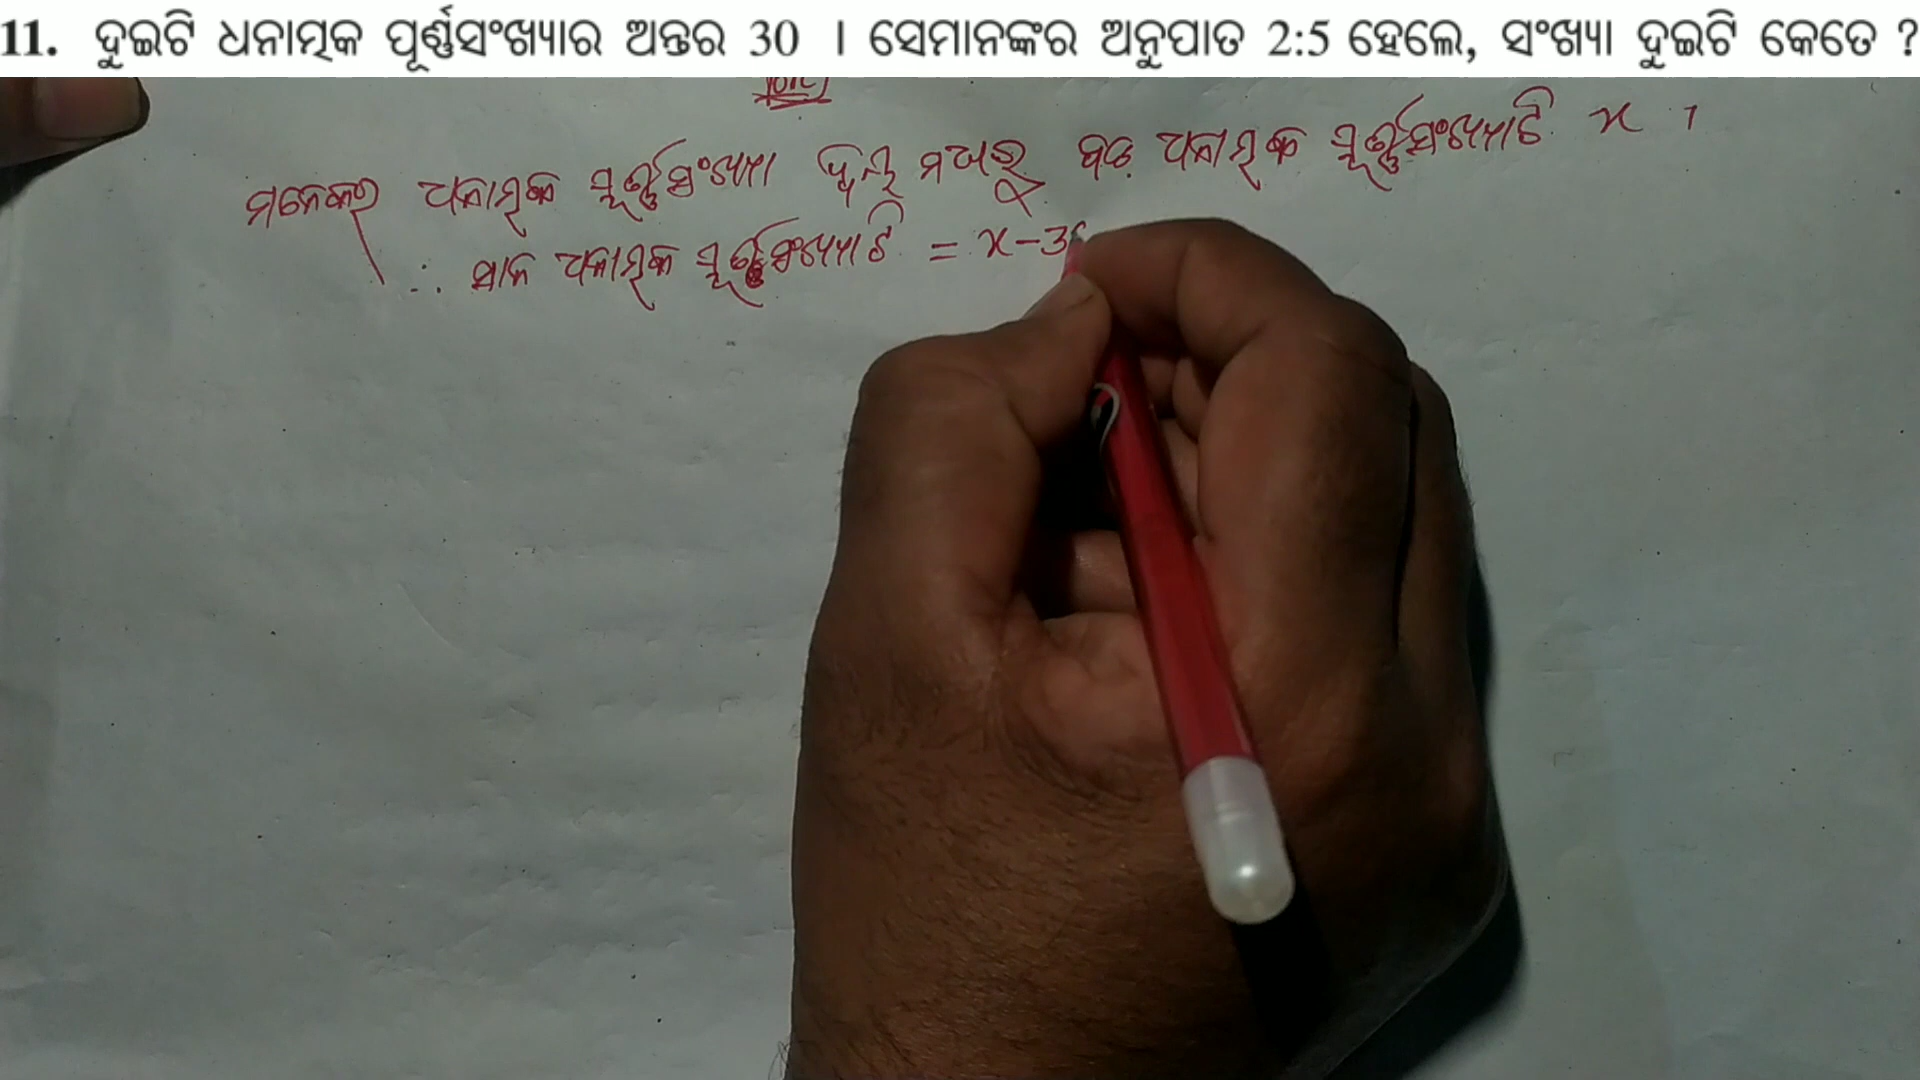 11. ଦୁଇଟି ଧନାତ୍ମକ ପୂର୍ଣ୍ଣସଂଖ୍ୟାର ଅନ୍ତର 30 । ସେମାନଙ୍କର ଅନୁପାତ 2:5 ହେଲେ, ସଂଖ୍ୟା ଦୁଇଟି କେତେ ?
ମନେକର ଧନାତ୍ମକ ପୂର୍ଣ୍ଣସଂଖ୍ୟା ଦ୍ୱୟ ମଧ୍ୟରୁ ବଡ଼ ଧନାତ୍ମକ ପୂର୍ଣ୍ଣସଂଖ୍ୟାଟି x ।
∴ ସାନ ଧନାତ୍ମକ ପୂର୍ଣ୍ଣସଂଖ୍ୟାଟି = x-3